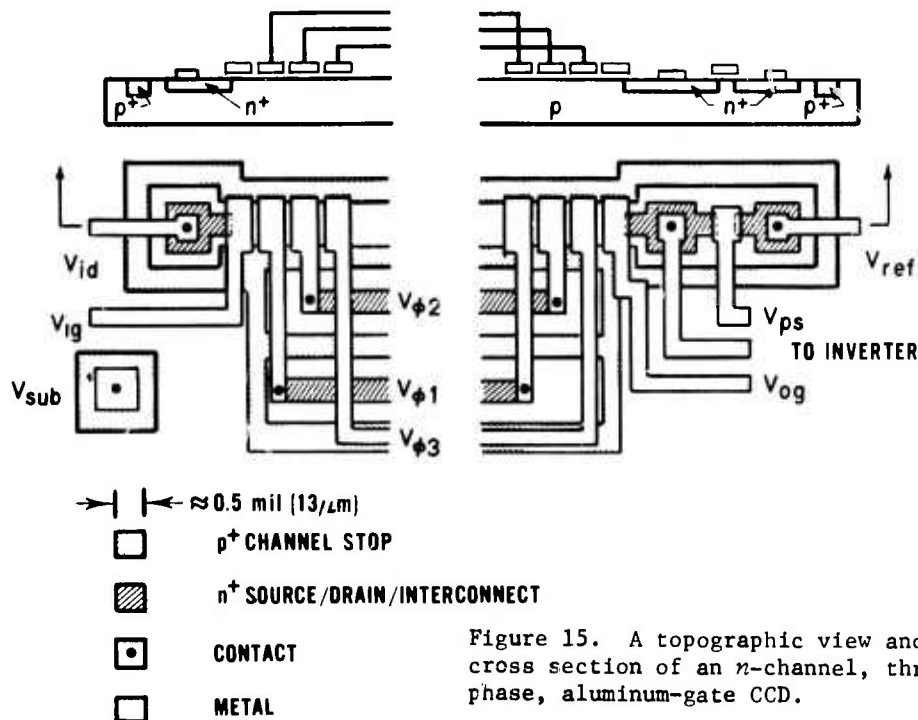 p+
n+
p
n+
p+
Vid
Vφ2
Vref
VIg
Vps
TO INVERTER
Vsub
Vφ1
Vog
Vφ3
≈0.5 mil (13/μm)
p+ CHANNEL STOP
n+ SOURCE/DRAIN/INTERCONNECT
CONTACT
METAL
Figure 15. A topographic view and
cross section of an n-channel, thr
phase, aluminum-gate CCD.